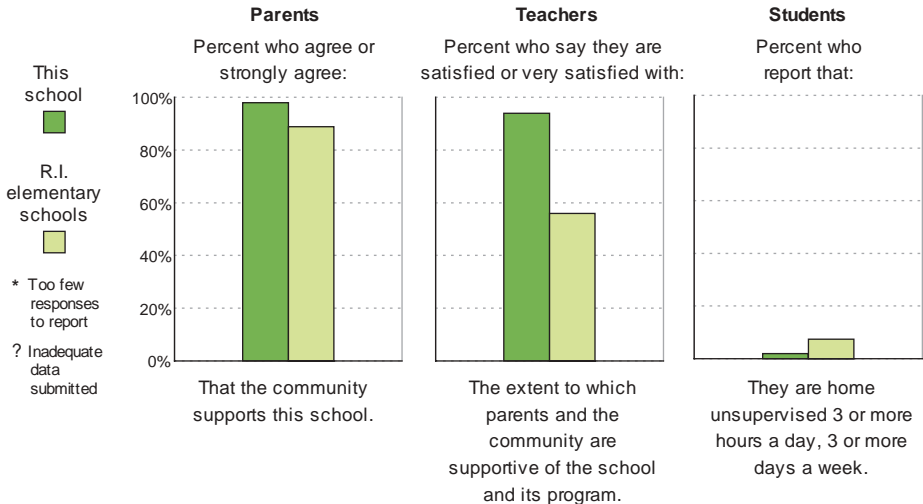 This
school
R.I.
elementary
schools
* Too few
responses
to report
? Inadequate
data
submitted
Parents
Percent who agree or
strongly agree:
100%
80%
60%
40%
20%
0%
That the community
supports this school.
Teachers
Percent who say they are
satisfied or very satisfied with:
The extent to which
parents and the
community are
supportive of the school
and its program.
Students
Percent who
report that:
They are home
unsupervised 3 or more
hours a day, 3 or more
days a week.